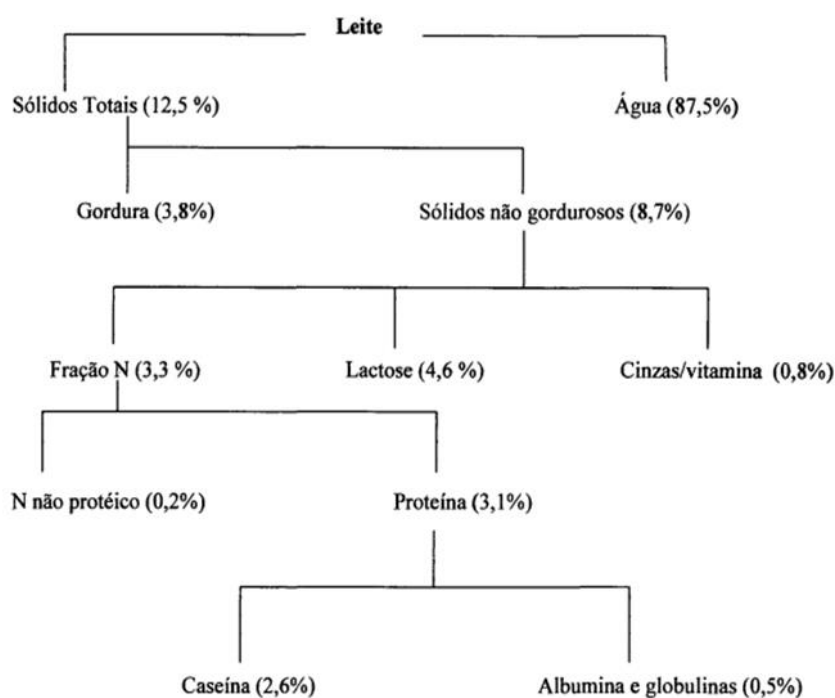 Leite
Sólidos Totais (12,5 %)
Água (87,5%)
Gordura (3,8%)
Sólidos não gordurosos (8,7%)
Fração N (3,3 %)
Lactose (4,6 %)
Cinzas/vitamina (0,8%)
N não protéico (0,2%)
Proteína (3,1%)
Caseína (2,6%)
Albumina e globulinas (0,5%)